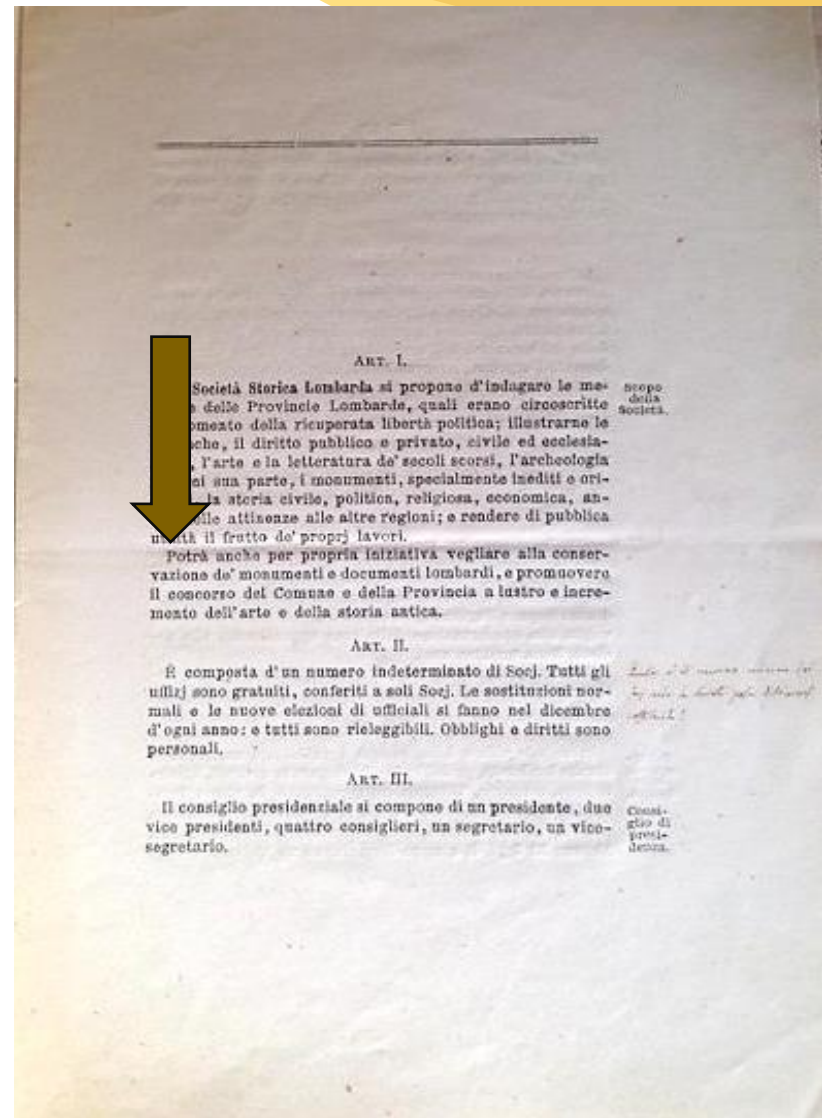 ART. I.
Società Storica Lombarda si propone d'indagare le me-
delle Provincie Lombarde, quali erano circoscritte
omento della ricuperata libertà politica; illustrarne le
che, il diritto pubblico e privato, civile ed ecclesia-
l'arte e la letteratura de' secoli scorsi, l'archeologia
sua parte, i monumenti, specialmente inediti e ori-
la storia civile, politica, religiosa, economica, an-
elle attinenze alle altre regioni; e rendere di pubblica
il frutto de' proprj lavori.
Potrà anche per propria iniziativa vegliare alla conser-
vazione de' monumenti e documenti lombardi, e promuovere
il concorso del Comune e della Provincia a lustro e incre-
mento dell'arte e della storia antica.
Scopo
della
Società.
ART. II.
È composta d'un numero indeterminato di Socj. Tutti gli
uffizj sono gratuiti, conferiti a soli Socj. Le sostituzioni nor-
mali e le nuove elezioni di ufficiali si fanno nel dicembre
d'ogni anno: e tutti sono rieleggibili. Obblighi e diritti sono
personali.
ART. III.
Il consiglio presidenziale si compone di un presidente, due
vice presidenti, quattro consiglieri, un segretario, un vice-
segretario.
Consi-
glio di
presi-
denza.